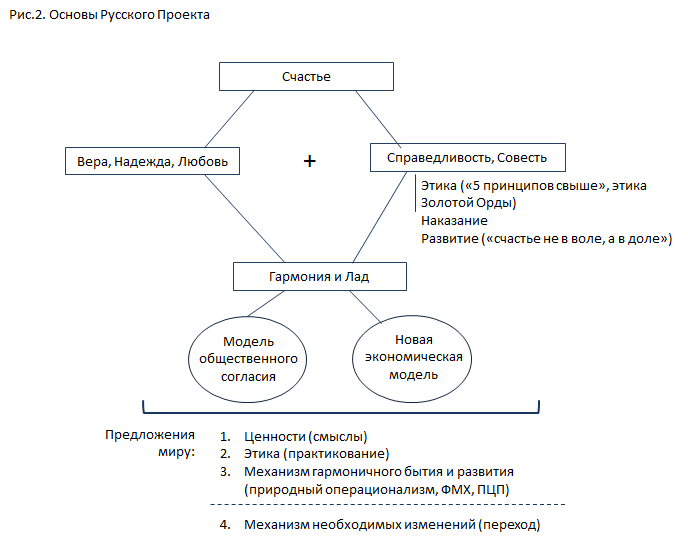 Рис.2. Основы Русского Проекта
Счастье
Вера, Надежда, Любовь
+
Справедливость, Совесть
Этика («5 принципов свыше», этика
Золотой Орды)
Наказание
Развитие («счастье не в воле, а в доле»)
Гармония и Лад
Модель
общественного
согласия
Новая
экономическая
модель
Предложения
миру:
1. Ценности (смыслы)
2. Этика (практикование)
3. Механизм гармоничного бытия и развития
(природный операционализм, ФМХ, ПЦП)
4. Механизм необходимых изменений (переход)